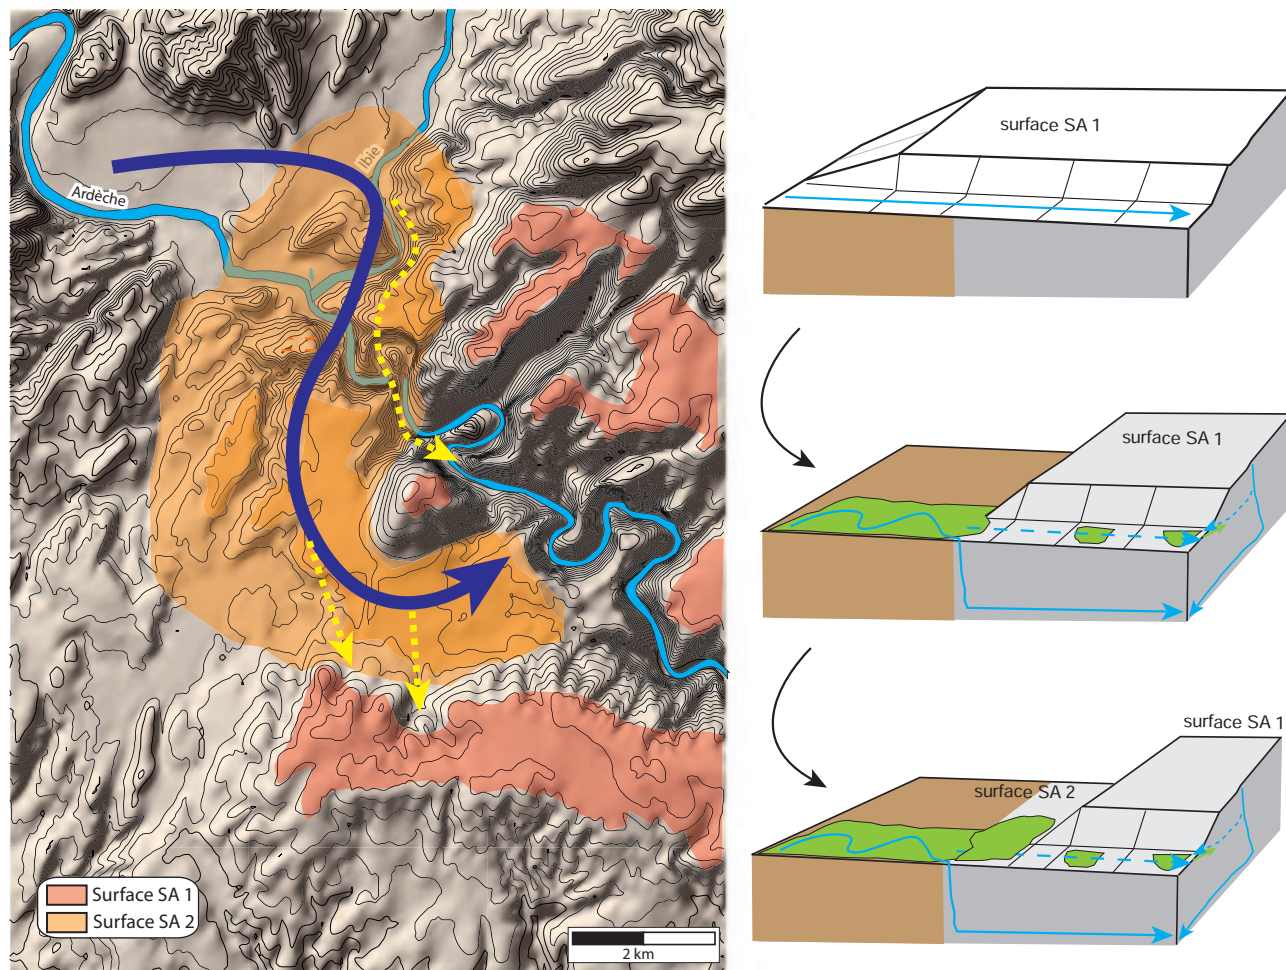 Ibie
Ardèche
Surface SA 1
Surface SA 2
2 km
surface SA 1
surface SA 1
surface SA 1
surface SA 2